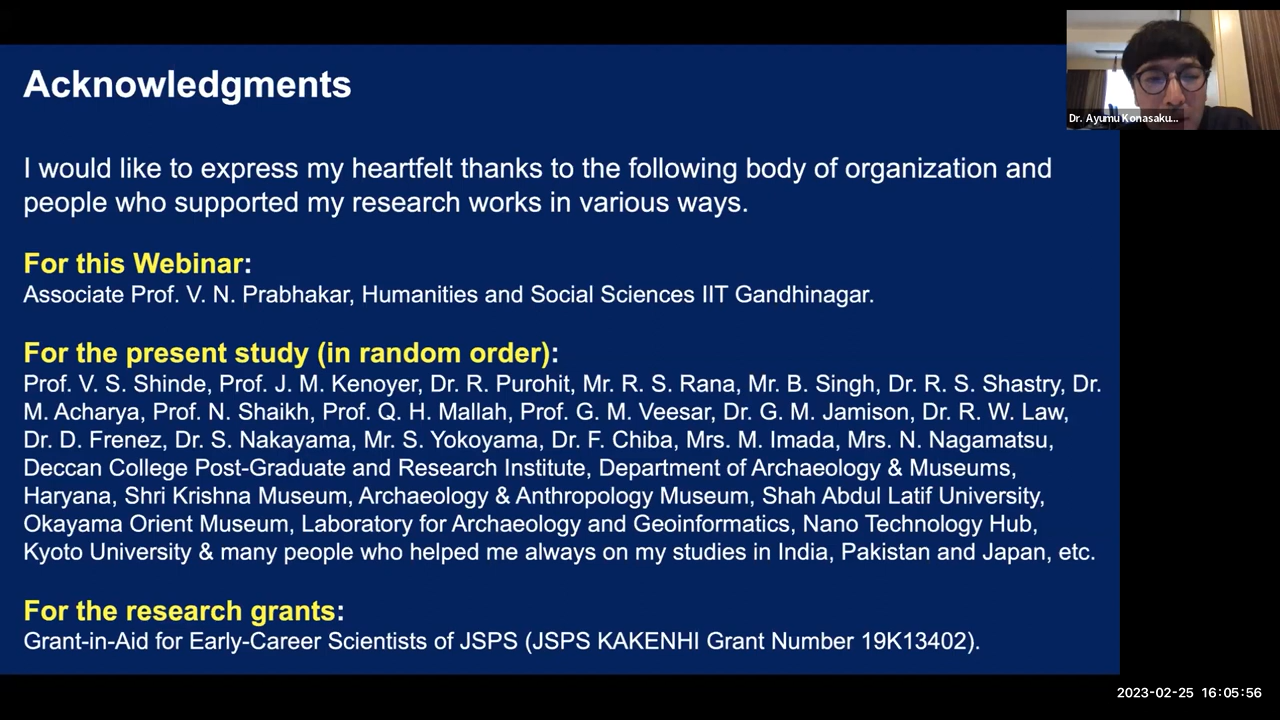 Acknowledgments
I would like to express my heartfelt thanks to the following body of organization and
people who supported my research works in various ways.
For this Webinar:
Associate Prof. V. N. Prabhakar, Humanities and Social Sciences IIT Gandhinagar.
For the present study (in random order):
Prof. V. S. Shinde, Prof. J. M. Kenoyer, Dr. R. Purohit, Mr. R. S. Rana, Mr. B. Singh, Dr. R. S. Shastry, Dr.
M. Acharya, Prof. N. Shaikh, Prof. Q. H. Mallah, Prof. G. M. Veesar, Dr. G. M. Jamison, Dr. R. W. Law,
Dr. D. Frenez, Dr. S. Nakayama, Mr. S. Yokoyama, Dr. F. Chiba, Mrs. M. Imada, Mrs. N. Nagamatsu,
Deccan College Post-Graduate and Research Institute, Department of Archaeology & Museums,
Haryana, Shri Krishna Museum, Archaeology & Anthropology Museum, Shah Abdul Latif University,
Okayama Orient Museum, Laboratory for Archaeology and Geoinformatics, Nano Technology Hub,
Kyoto University & many people who helped me always on my studies in India, Pakistan and Japan, etc.
For the research grants:
Grant-in-Aid for Early-Career Scientists of JSPS (JSPS KAKENHI Grant Number 19K13402).
Dr. Ayumu Konasaku...
2023-02-25 16:05:56